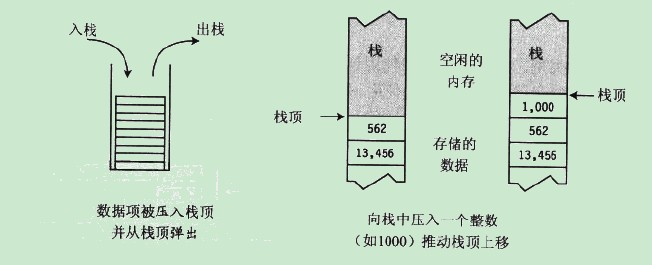 入栈
出栈
数据项被压入栈顶
并从栈顶弹出
栈
栈
空闲的
内存
栈顶
栈顶
1,000
562
562
13,456
13,456
存储的
数据
向栈中压入一个整数
（如1000）推动栈顶上移